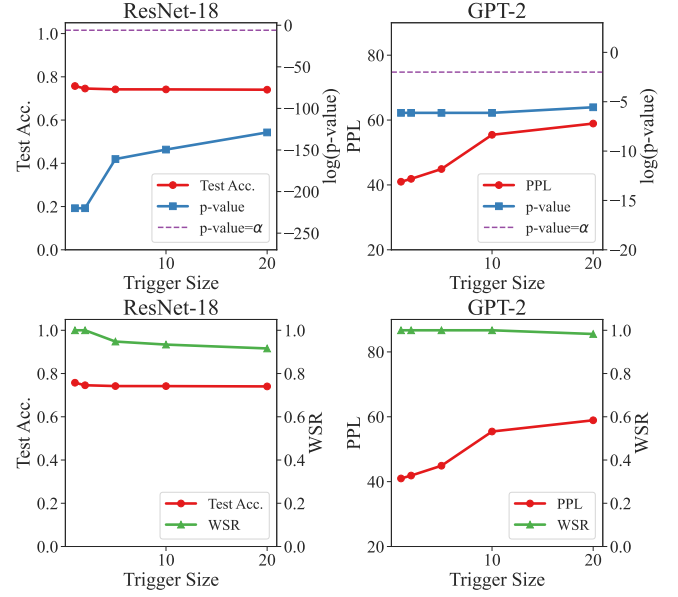 ResNet-18
1.0
0.8
0.6
0.4
0.2
0.0
Test Acc.
0
−50
−100
−150
−200
−250
log(p-value)
Test Acc.
p-value
p-value=α
10
20
Trigger Size
GPT-2
80
60
40
20
PPL
0
−5
−10
−15
−20
log(p-value)
PPL
p-value
p-value=α
10
20
Trigger Size
ResNet-18
1.0
0.8
0.6
0.4
0.2
0.0
Test Acc.
1.0
0.8
0.6
0.4
0.2
0.0
WSR
Test Acc.
WSR
10
20
Trigger Size
GPT-2
80
60
40
20
PPL
1.0
0.8
0.6
0.4
0.2
0.0
WSR
PPL
WSR
10
20
Trigger Size